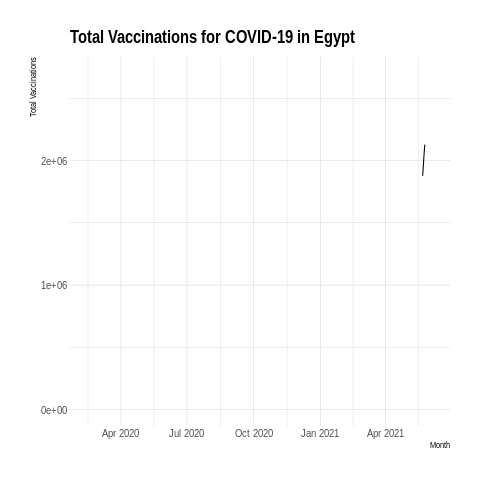 Total Vaccinations for COVID-19 in Egypt
Total Vaccinations
2e+06
1e+06
0e+00
Apr 2020 Jul 2020 Oct 2020 Jan 2021 Apr 2021
Month